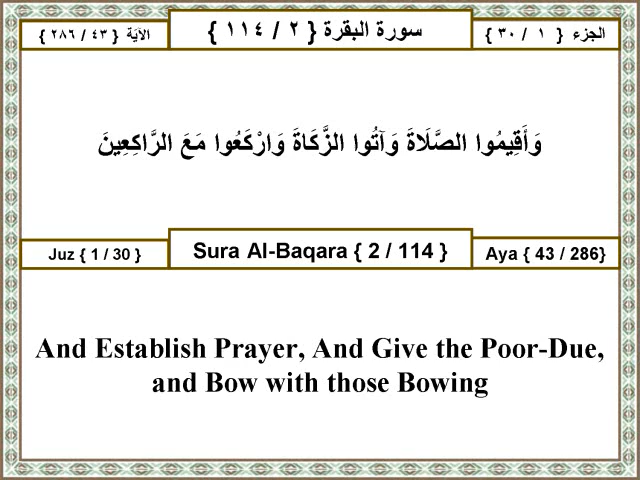 الآية { ٤٣ / ٢٨٦ } سورة البقرة { ٢ / ١١٤ } الجزء { ١ / ٣٠ }
وَأَقِيمُوا الصَّلَاةَ وَآتُوا الزَّكَاةَ وَارْكَعُوا مَعَ الرَّاكِعِينَ
Juz { 1 / 30 } Sura Al-Baqara { 2 / 114 } Aya { 43 / 286}
And Establish Prayer, And Give the Poor-Due,
and Bow with those Bowing